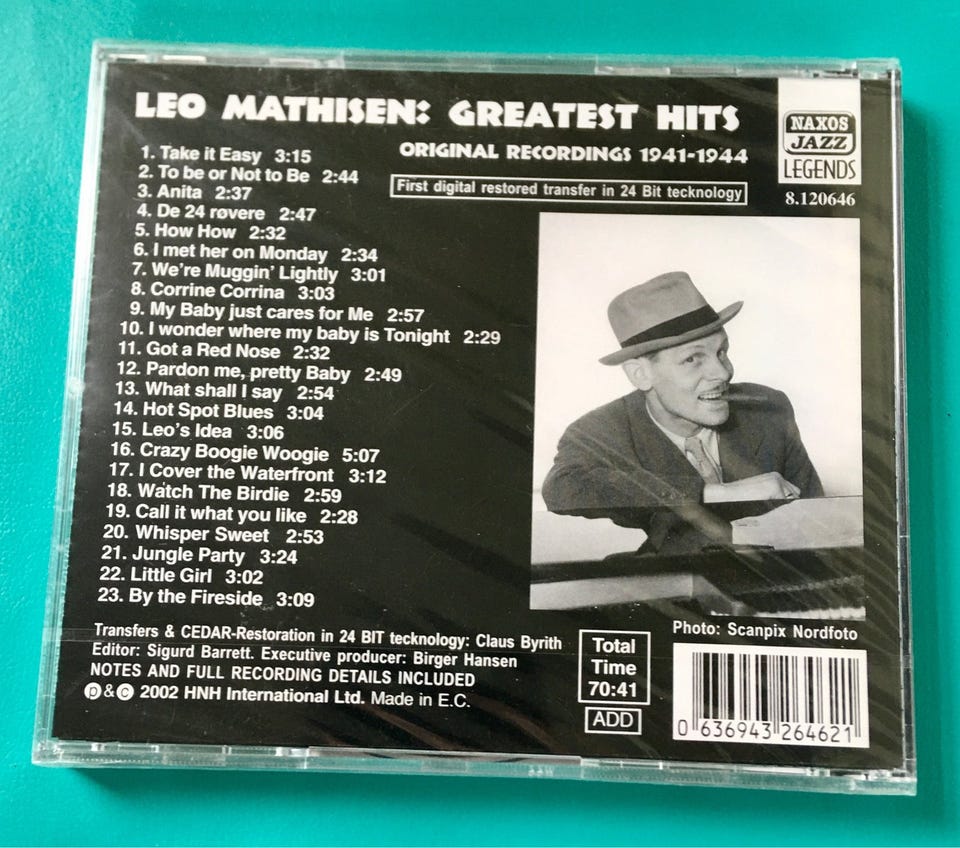 LEO MATHISEN: GREATEST HITS
ORIGINAL RECORDINGS 1941-1944
First digital restored transfer in 24 Bit tecknology
NAXOS
JAZZ
LEGENDS
8.120646
1. Take it Easy 3:15
2. To be or Not to Be 2:44
3. Anita 2:37
4. De 24 røvere 2:47
5. How How 2:32
6. I met her on Monday 2:34
7. We're Muggin' Lightly 3:01
8. Corrine Corrina 3:03
9. My Baby just cares for Me 2:57
10. I wonder where my baby is Tonight 2:29
11. Got a Red Nose 2:32
12. Pardon me, pretty Baby 2:49
13. What shall I say 2:54
14. Hot Spot Blues 3:04
15. Leo's Idea 3:06
16. Crazy Boogie Woogie 5:07
17. I Cover the Waterfront 3:12
18. Watch The Birdie 2:59
19. Call it what you like 2:28
20. Whisper Sweet 2:53
21. Jungle Party 3:24
22. Little Girl 3:02
23. By the Fireside 3:09
Transfers & CEDAR-Restoration in 24 BIT tecknology: Claus Byrith
Editor: Sigurd Barrett. Executive producer: Birger Hansen
NOTES AND FULL RECORDING DETAILS INCLUDED
℗ & © 2002 HNH International Ltd. Made in E.C.
Total
Time
70:41
ADD
Photo: Scanpix Nordfoto
0 636943 264621